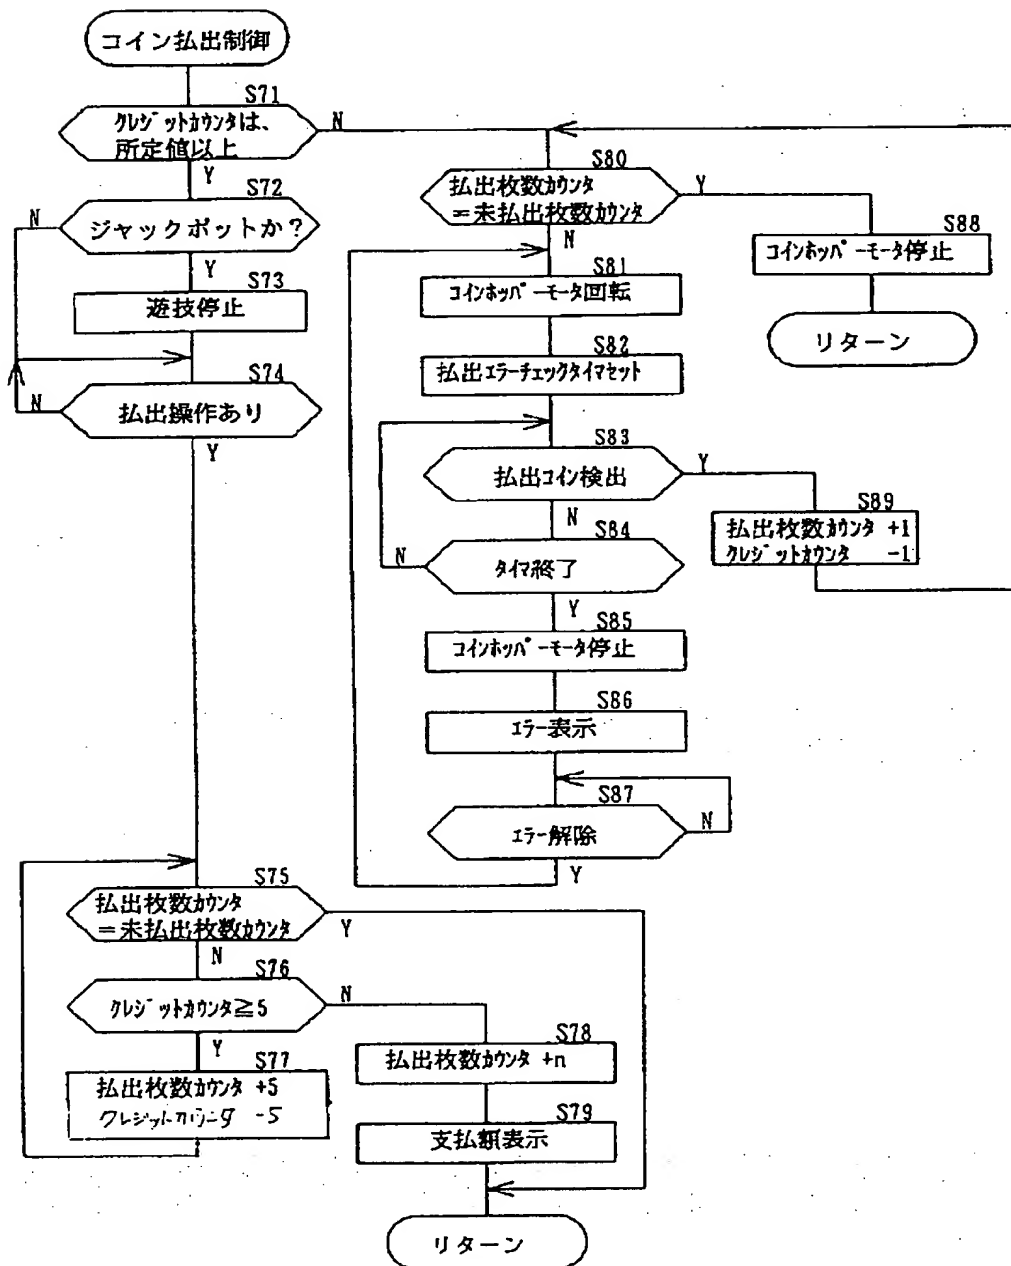 コイン払出制御
S71
クレジットカウンタは、
所定値以上
N
Y
S72
ジャックポットか?
N
Y
S73
遊技停止
S74
払出操作あり
N
Y
S75
払出枚数カウンタ
=未払出枚数カウンタ
Y
N
S76
クレジットカウンタ≧5
N
Y
S77
払出枚数カウンタ +5
クレジットカウンタ -5
S78
払出枚数カウンタ +n
S79
支払額表示
リターン
S80
払出枚数カウンタ
=未払出枚数カウンタ
Y
N
S81
コインホッパーモータ回転
S82
払出エラーチェックタイマセット
S83
払出コイン検出
Y
N
S84
タイマ終了
N
Y
S85
コインホッパーモータ停止
S86
エラー表示
S87
エラー解除
N
Y
S88
コインホッパーモータ停止
リターン
S89
払出枚数カウンタ +1
クレジットカウンタ -1